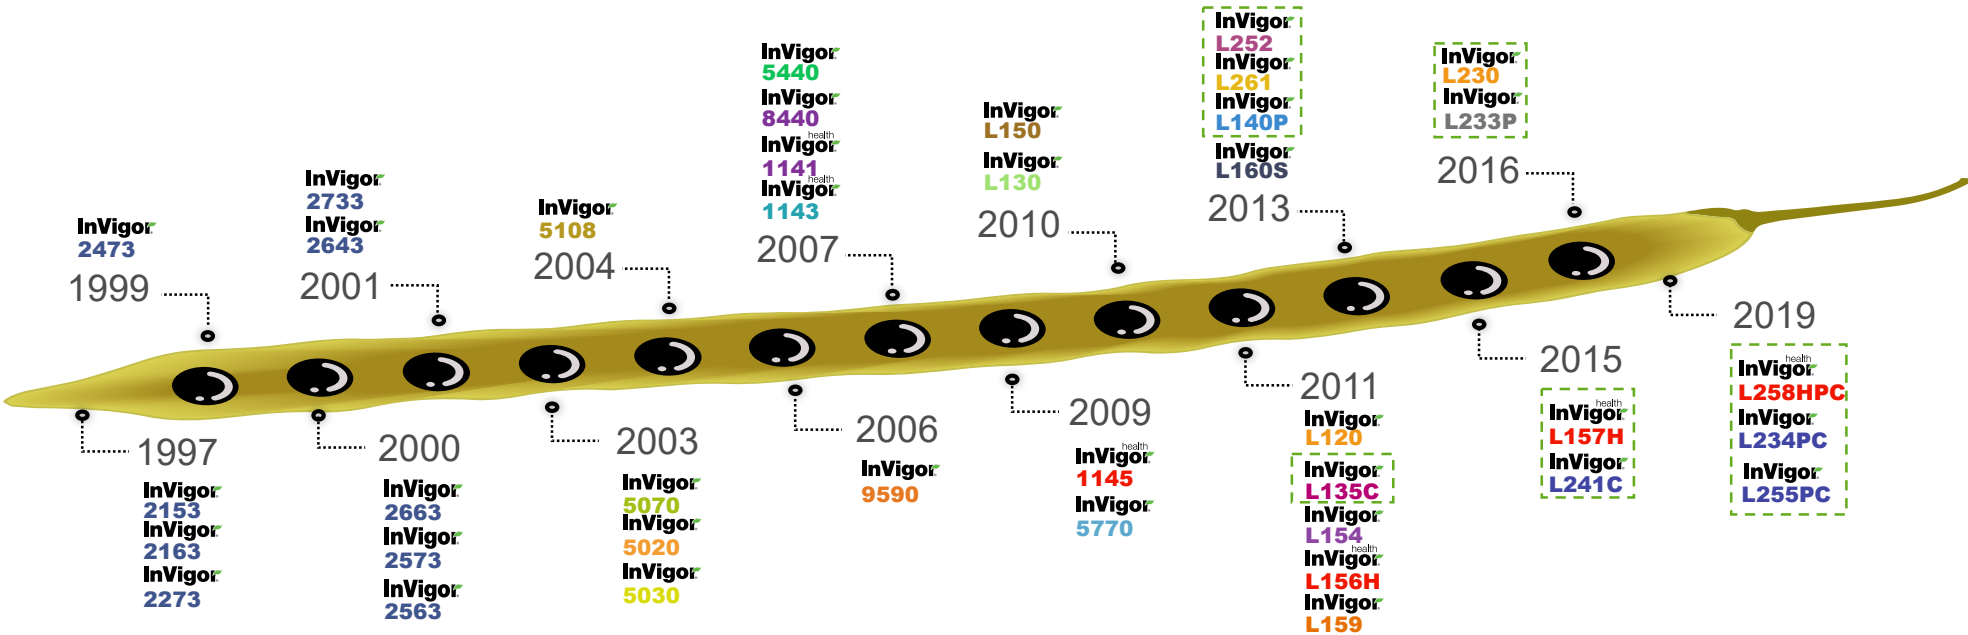 InVigor
2473
1999
InVigor
2733
InVigor
2643
2001
InVigor
5108
2004
InVigor
5440
InVigor
8440
InVigor health
1141
InVigor health
1143
2007
InVigor
L150
InVigor
L130
2010
InVigor
L252
InVigor
L261
InVigor
L140P
InVigor
L160S
2013
InVigor
L230
InVigor
L233P
2016
1997
InVigor
2153
InVigor
2163
InVigor
2273
2000
InVigor
2663
InVigor
2573
InVigor
2563
2003
InVigor
5070
InVigor
5020
InVigor
5030
2006
InVigor
9590
2009
InVigor health
1145
InVigor
5770
2011
InVigor
L120
InVigor
L135C
InVigor
L154
InVigor health
L156H
InVigor
L159
2015
InVigor health
L157H
InVigor
L241C
2019
InVigor health
L258HPC
InVigor
L234PC
InVigor
L255PC